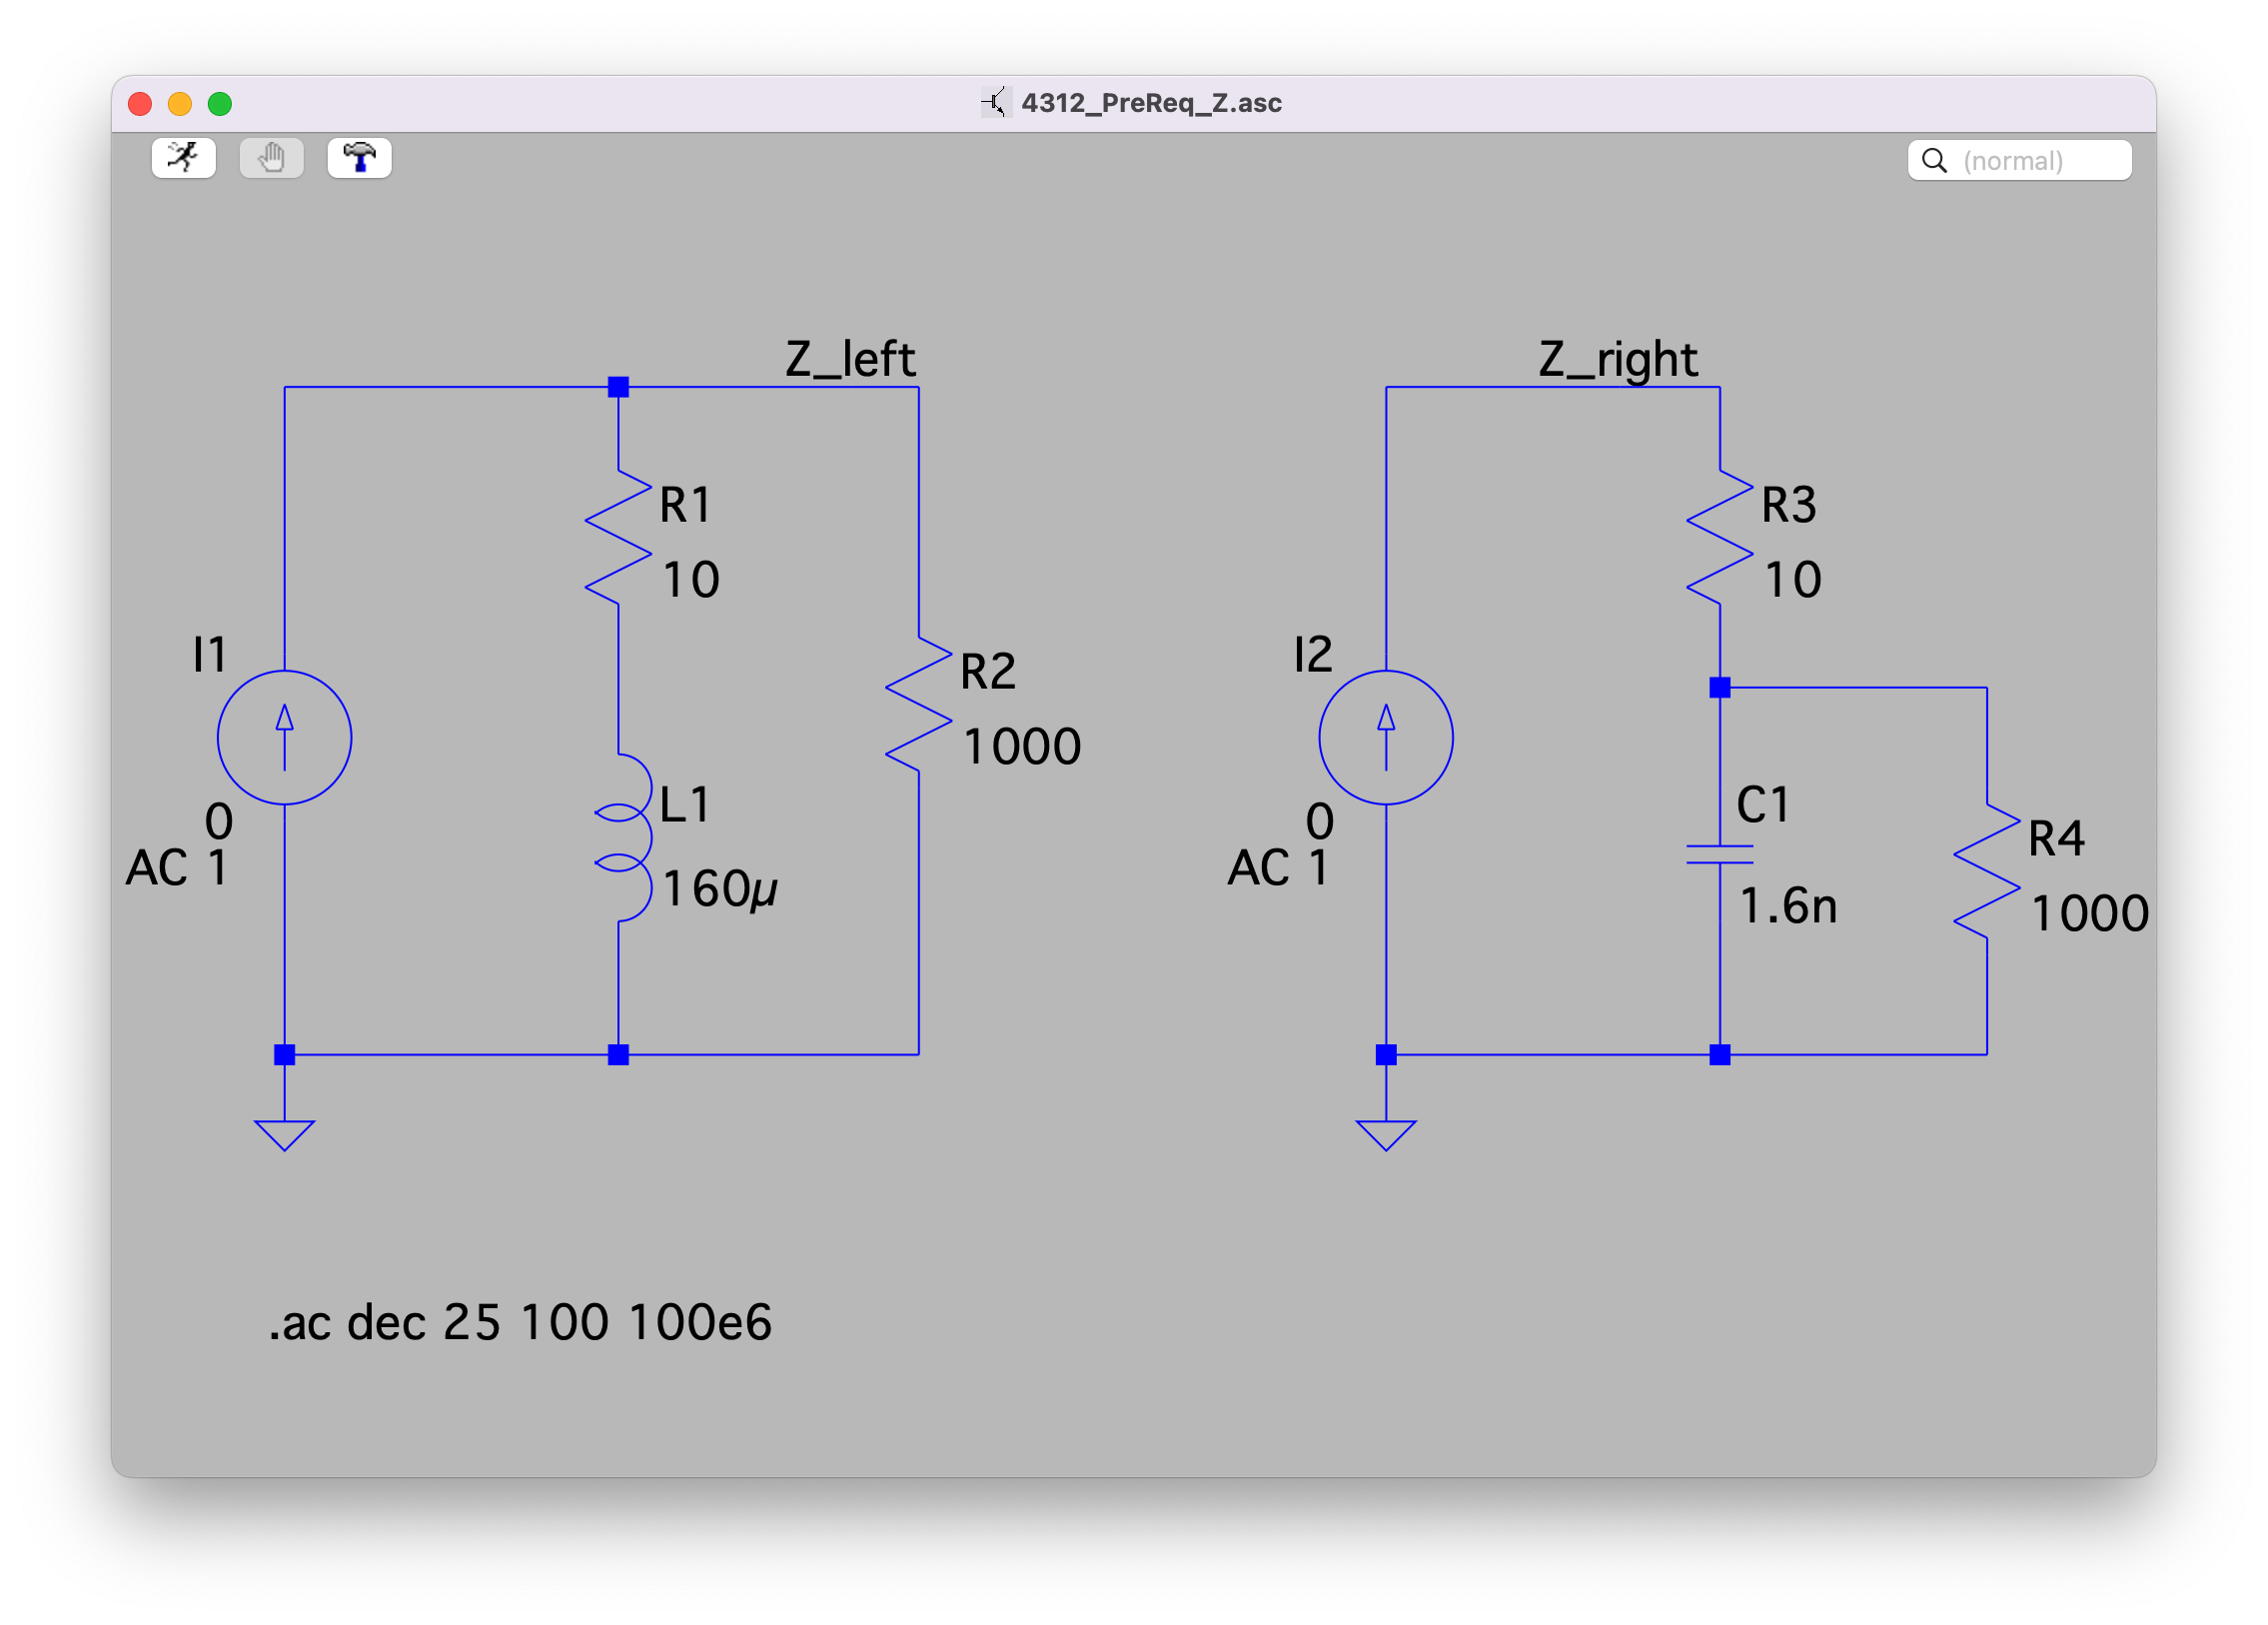 4312_PreReq_Z.asc
(normal)
Z_left
Z_right
R1
10
R3
10
I1
R2
1000
I2
L1
160µ
C1
1.6n
0
AC 1
0
AC 1
R4
1000
.ac dec 25 100 100e6